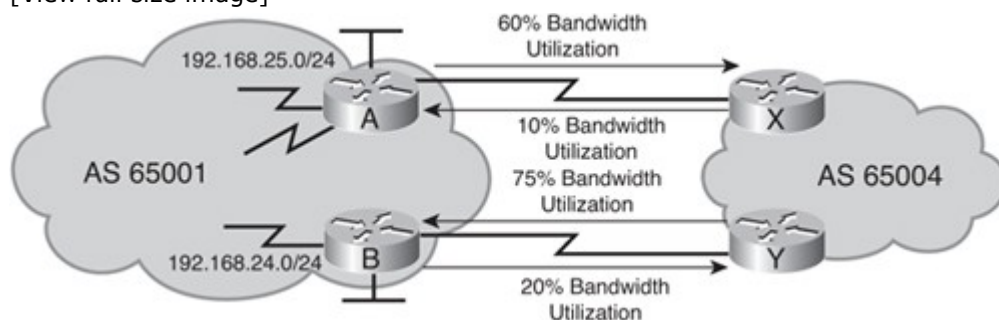 [View full size image]
60% Bandwidth
Utilization
192.168.25.0/24
A
X
10% Bandwidth
Utilization
AS 65001
75% Bandwidth
Utilization
AS 65004
192.168.24.0/24
B
Y
20% Bandwidth
Utilization